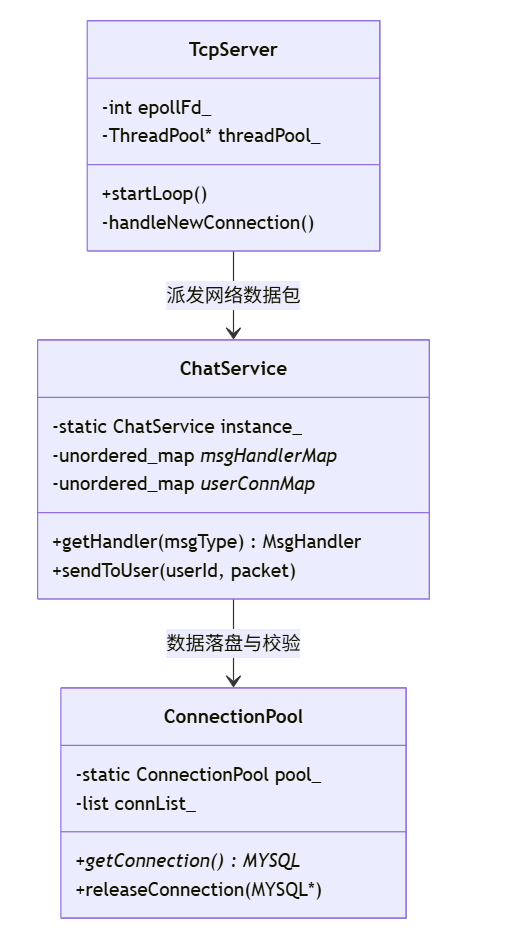 TcpServer
-int epollFd_
-ThreadPool* threadPool_
+startLoop()
-handleNewConnection()
派发网络数据包
ChatService
-static ChatService instance_
-unordered_map msgHandlerMap
-unordered_map userConnMap
+getHandler(msgType) : MsgHandler
+sendToUser(userId, packet)
数据落盘与校验
ConnectionPool
-static ConnectionPool pool_
-list connList_
+getConnection() : MYSQL
+releaseConnection(MYSQL*)